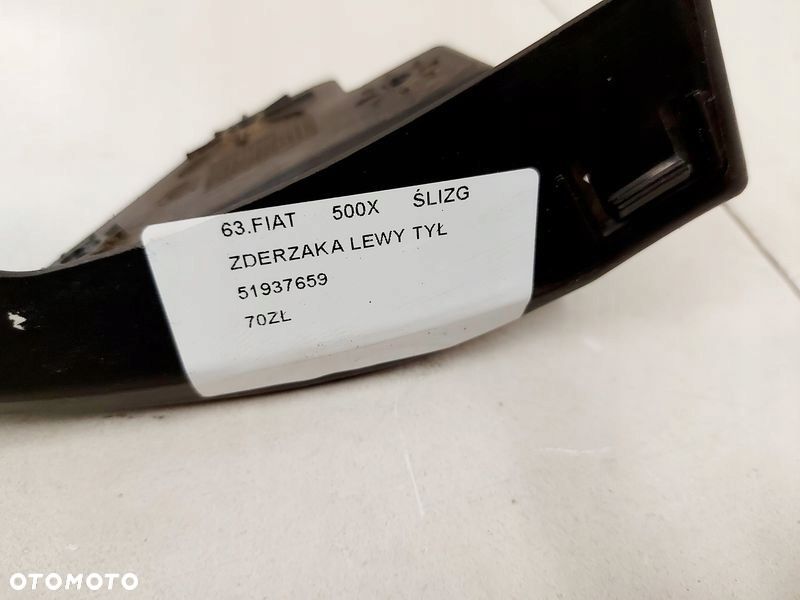 63.FIAT 500X ŚLIZG
ZDERZAKA LEWY TYŁ
51937659
70ZŁ
OTOMOTO